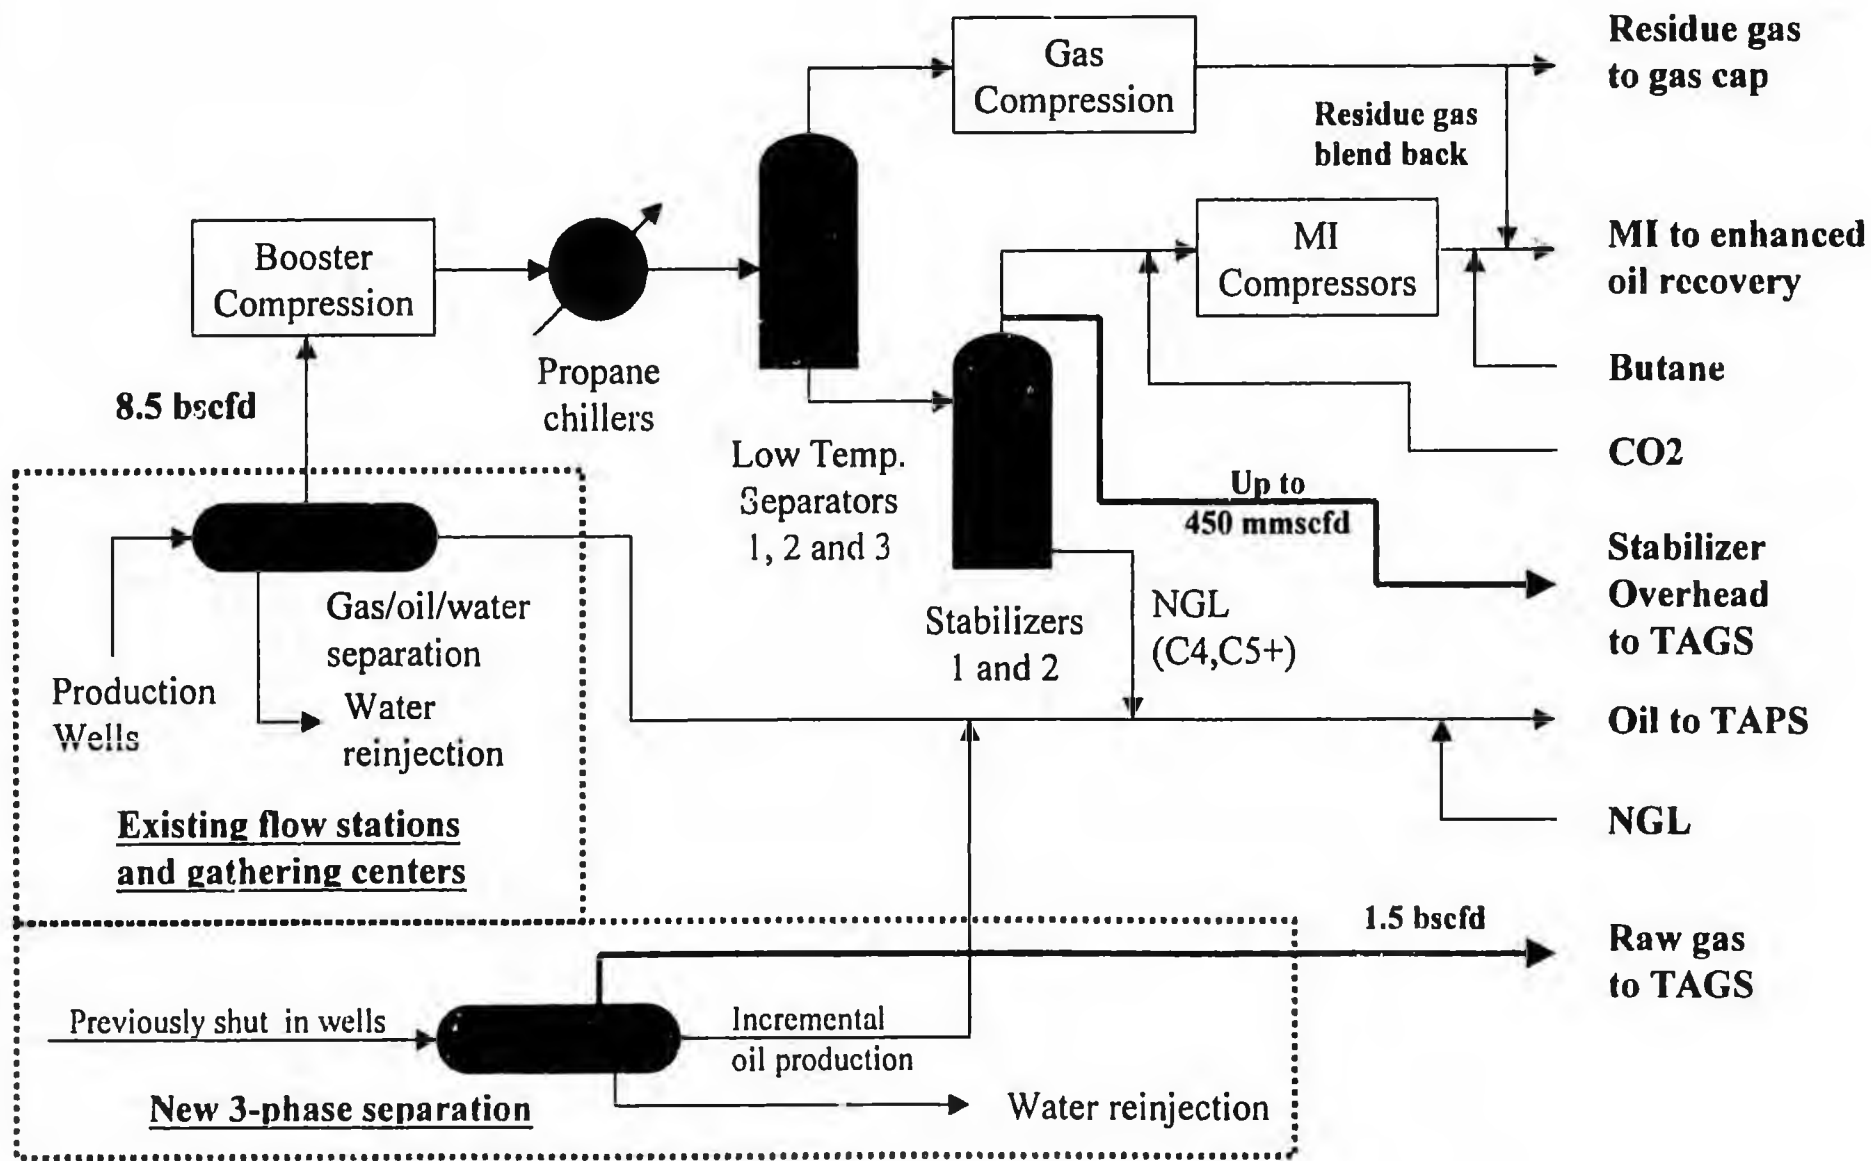 Gas
Compression
Residue gas
to gas cap
Residue gas
blend back
Booster
Compression
MI
Compressors
MI to enhanced
oil recovery
Propane
chillers
Butane
8.5 bscfd
Low Temp.
Separators
1, 2 and 3
CO2
Up to
450 mmscfd
Stabilizer
Overhead
to TAGS
Gas/oil/water
separation
Stabilizers
1 and 2
NGL
(C4,C5+)
Production
Wells
Water
reinjection
Oil to TAPS
Existing flow stations
and gathering centers
NGL
1.5 bscfd
Raw gas
to TAGS
Previously shut in wells
Incremental
oil production
New 3-phase separation
Water reinjection